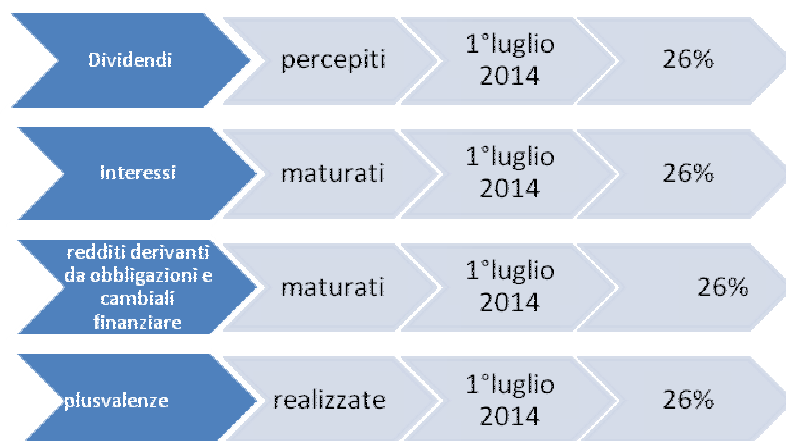 Dividendi
percepiti
1°luglio
2014
26%
Interessi
maturati
1°luglio
2014
26%
redditi derivanti
da obbligazioni e
cambiali
finanziare
maturati
1°luglio
2014
26%
plusvalenze
realizzate
1°luglio
2014
26%